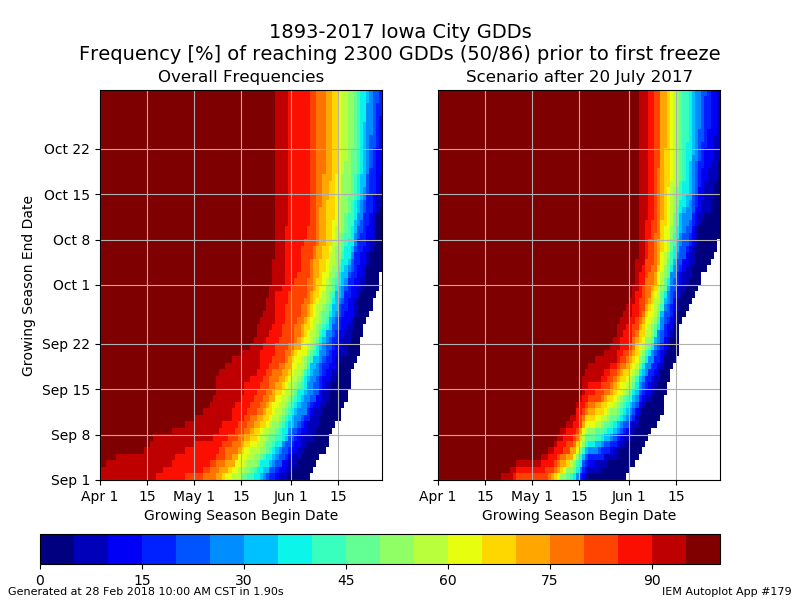 1893-2017 Iowa City GDDs
Frequency [%] of reaching 2300 GDDs (50/86) prior to first freeze
Overall Frequencies
Scenario after 20 July 2017
Growing Season End Date
Oct 22
Oct 15
Oct 8
Oct 1
Sep 22
Sep 15
Sep 8
Sep 1
Apr 1 15 May 1 15 Jun 1 15
Apr 1 15 May 1 15 Jun 1 15
Growing Season Begin Date
Growing Season Begin Date
0 15 30 45 60 75 90
Generated at 28 Feb 2018 10:00 AM CST in 1.90s
IEM Autoplot App #179